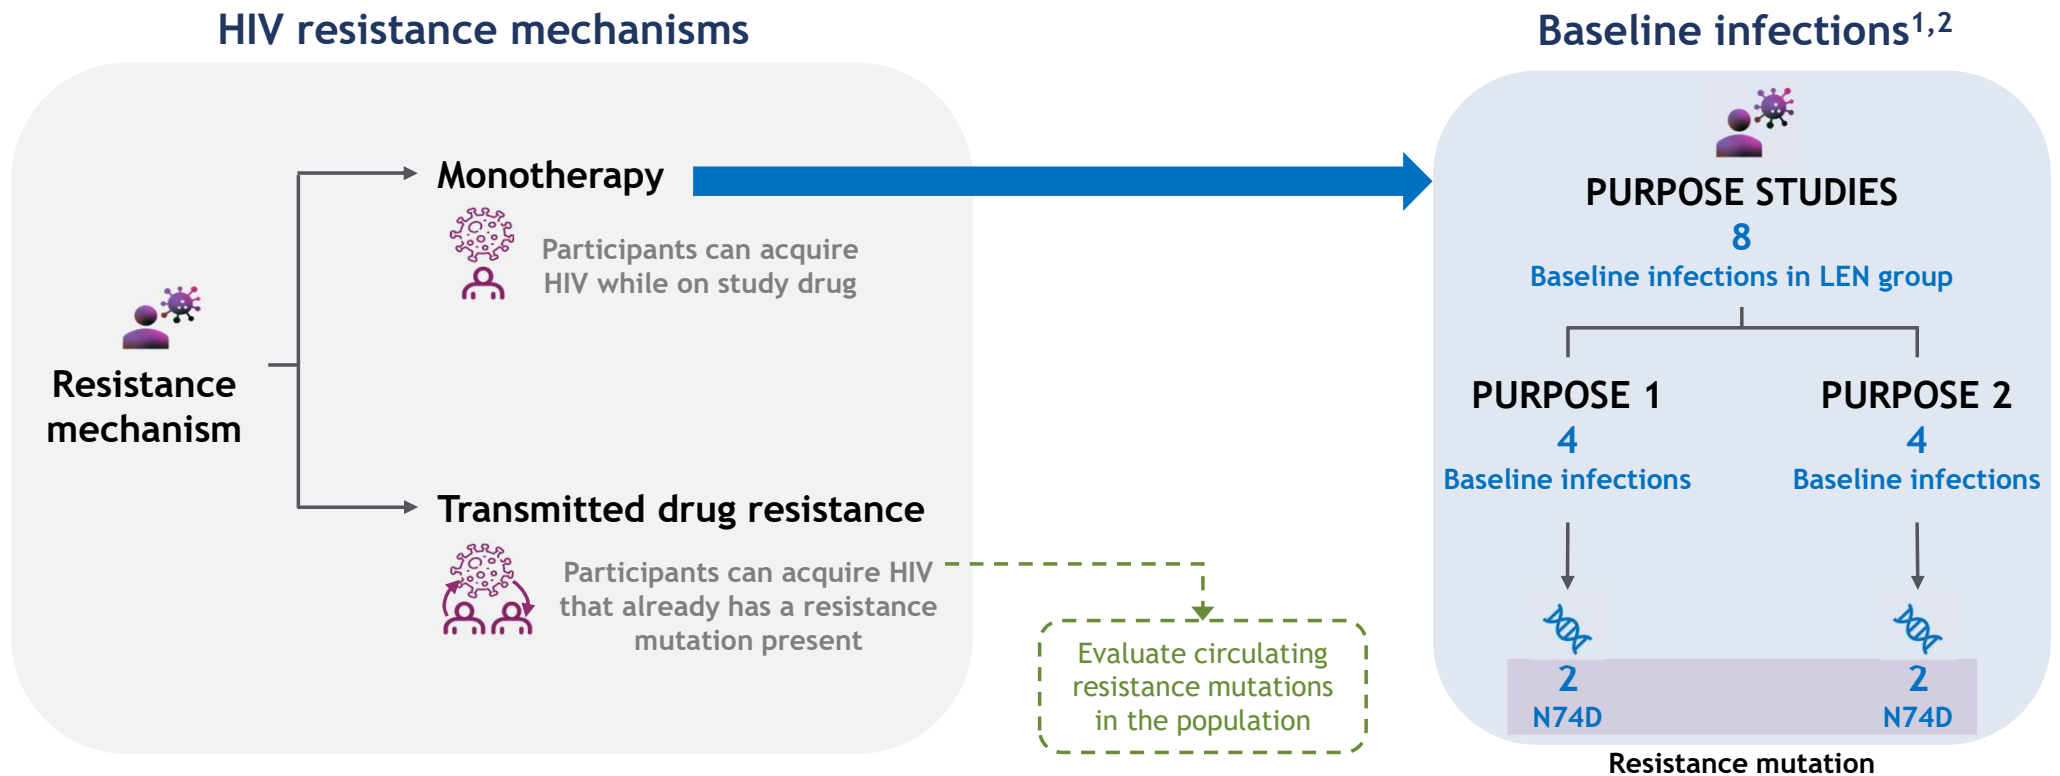 HIV resistance mechanisms
Resistance
mechanism
Monotherapy
Participants can acquire
HIV while on study drug
Transmitted drug resistance
Participants can acquire HIV
that already has a resistance
mutation present
Evaluate circulating
resistance mutations
in the population
Baseline infections1,2
PURPOSE STUDIES
8
Baseline infections in LEN group
PURPOSE 1
4
Baseline infections
2
N74D
PURPOSE 2
4
Baseline infections
2
N74D
Resistance mutation